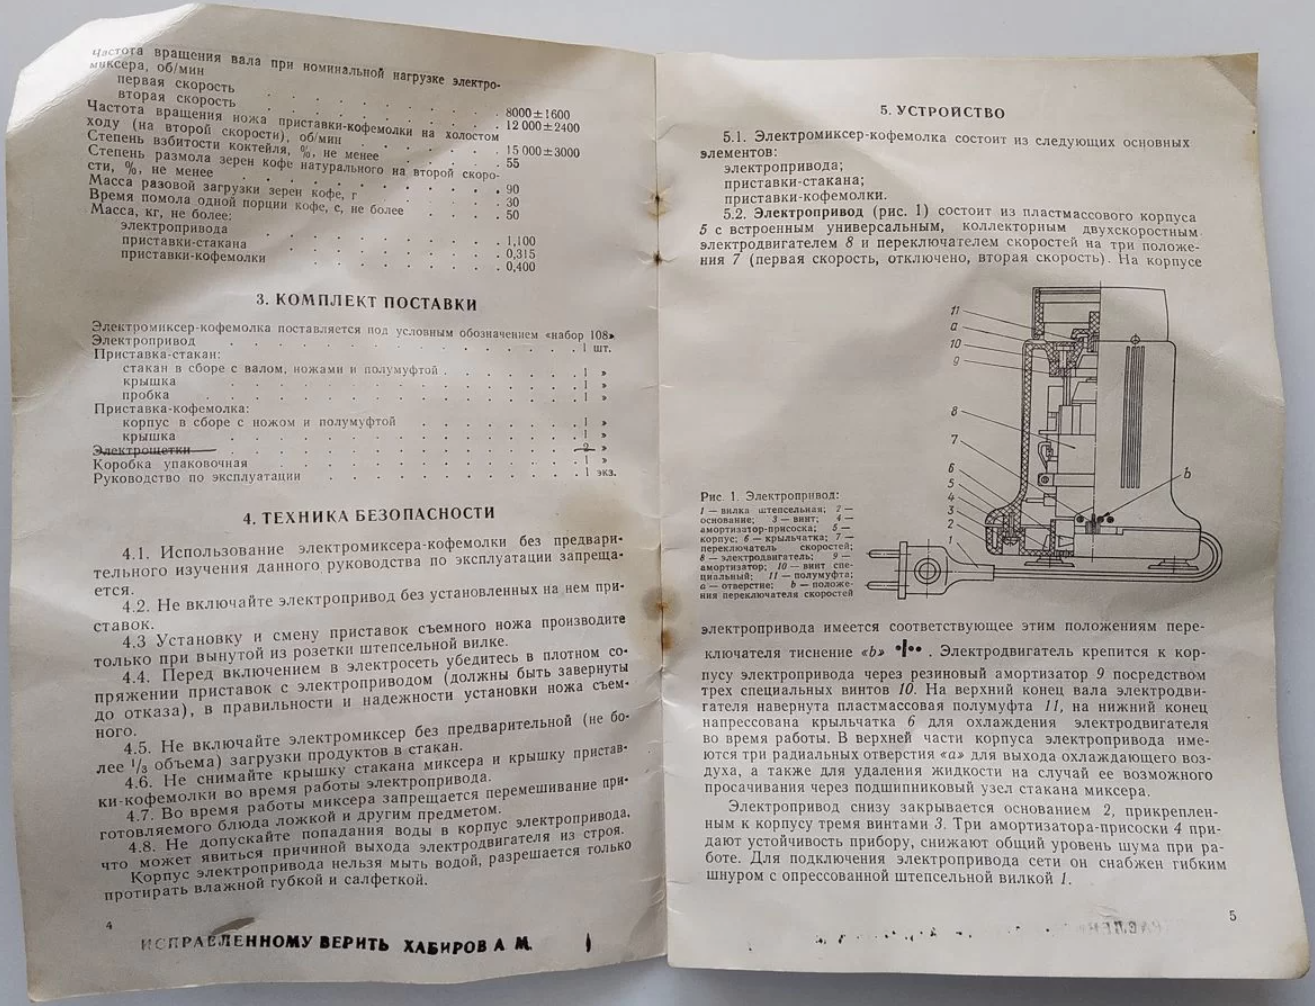 Частота вращения вала при номинальной нагрузке электро-
миксера, об/мин
первая скорость . . . . . . . . . 8000±1600
вторая скорость . . . . . . . . . 12 000±2400
Частота вращения ножа приставки-кофемолки на холостом
ходу (на второй скорости), об/мин . . . . . . 15 000±3000
Степень взбитости коктейля, %, не менее . . . . 55
Степень размола зерен кофе натурального на второй скоро-
сти, %, не менее . . . . . . . . . 90
Масса разовой загрузки зерен кофе, г . . . . . 30
Время помола одной порции кофе, с, не более . . . . 50
Масса, кг, не более:
электропривода . . . . . . . . . 1,100
приставки-стакана . . . . . . . . . 0,315
приставки-кофемолки . . . . . . . . 0,400
3. КОМПЛЕКТ ПОСТАВКИ
Электромиксер-кофемолка поставляется под условным обозначением «набор 108»
Электропривод . . . . . . . . . . . . . 1 шт.
Приставка-стакан:
стакан в сборе с валом, ножами и полумуфтой . . . . . 1 »
крышка . . . . . . . . . . . . . 1 »
пробка . . . . . . . . . . . . . 1 »
Приставка-кофемолка:
корпус в сборе с ножом и полумуфтой . . . . . . 1 »
крышка . . . . . . . . . . . . . 1 »
Электрощетки . . . . . . . . . . . . . 2 »
Коробка упаковочная . . . . . . . . . . . 1 »
Руководство по эксплуатации . . . . . . . . . 1 экз.
4. ТЕХНИКА БЕЗОПАСНОСТИ
4.1. Использование электромиксера-кофемолки без предвари-
тельного изучения данного руководства по эксплуатации запреща-
ется.
4.2. Не включайте электропривод без установленных на нем при-
ставок.
4.3 Установку и смену приставок съемного ножа производите
только при вынутой из розетки штепсельной вилке.
4.4. Перед включением в электросеть убедитесь в плотном со-
пряжении приставок с электроприводом (должны быть завернуты
до отказа), в правильности и надежности установки ножа съем-
ного.
4.5. Не включайте электромиксер без предварительной (не бо-
лее 1/3 объема) загрузки продуктов в стакан.
4.6. Не снимайте крышку стакана миксера и крышку пристав-
ки-кофемолки во время работы электропривода.
4.7. Во время работы миксера запрещается перемешивание при-
готовляемого блюда ложкой и другим предметом.
4.8. Не допускайте попадания воды в корпус электропривода,
что может явиться причиной выхода электродвигателя из строя.
Корпус электропривода нельзя мыть водой, разрешается только
протирать влажной губкой и салфеткой.
4
ИСПРАВЛЕННОМУ ВЕРИТЬ ХАБИРОВ А М.
5. УСТРОЙСТВО
5.1. Электромиксер-кофемолка состоит из следующих основных
элементов:
электропривода;
приставки-стакана;
приставки-кофемолки.
5.2. Электропривод (рис. 1) состоит из пластмассового корпуса
5 с встроенным универсальным, коллекторным двухскоростным
электродвигателем 8 и переключателем скоростей на три положе-
ния 7 (первая скорость, отключено, вторая скорость). На корпусе
11
а
10
9
8
7
6
5
4
3
2
1
b
Рис. 1. Электропривод:
1 — вилка штепсельная; 2 —
основание; 3 — винт; 4 —
амортизатор-присоска; 5 —
корпус; 6 — крыльчатка; 7 —
переключатель скоростей;
8 — электродвигатель; 9 —
амортизатор; 10 — винт спе-
циальный; 11 — полумуфта;
а — отверстие; b — положе-
ния переключателя скоростей
электропривода имеется соответствующее этим положениям пере-
ключателя тиснение «b» •|•• . Электродвигатель крепится к кор-
пусу электропривода через резиновый амортизатор 9 посредством
трех специальных винтов 10. На верхний конец вала электродви-
гателя навернута пластмассовая полумуфта 11, на нижний конец
напрессована крыльчатка 6 для охлаждения электродвигателя
во время работы. В верхней части корпуса электропривода име-
ются три радиальных отверстия «а» для выхода охлаждающего воз-
духа, а также для удаления жидкости на случай ее возможного
просачивания через подшипниковый узел стакана миксера.
Электропривод снизу закрывается основанием 2, прикреплен-
ным к корпусу тремя винтами 3. Три амортизатора-присоски 4 при-
дают устойчивость прибору, снижают общий уровень шума при ра-
боте. Для подключения электропривода сети он снабжен гибким
шнуром с опрессованной штепсельной вилкой 1.
5